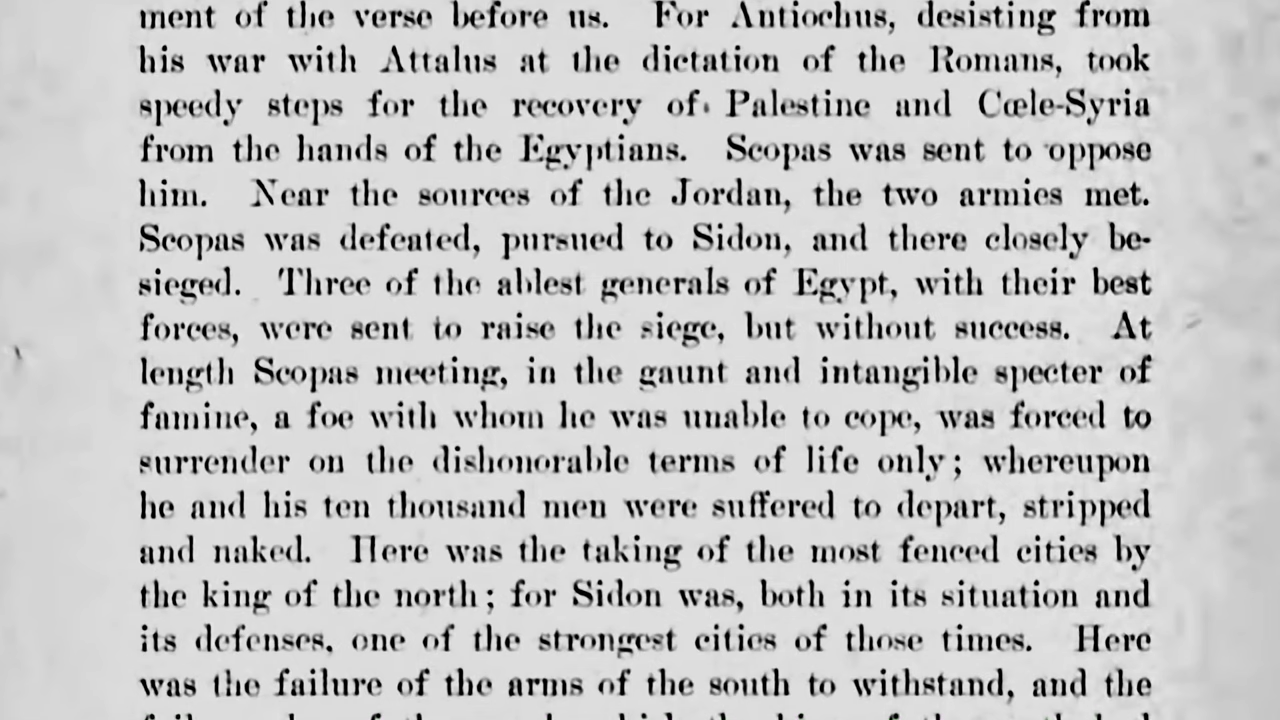 ment of the verse before us. For Antiochus, desisting from
his war with Attalus at the dictation of the Romans, took
speedy steps for the recovery of Palestine and Cœle-Syria
from the hands of the Egyptians. Scopas was sent to oppose
him. Near the sources of the Jordan, the two armies met.
Scopas was defeated, pursued to Sidon, and there closely be-
sieged. Three of the ablest generals of Egypt, with their best
forces, were sent to raise the siege, but without success. At
length Scopas meeting, in the gaunt and intangible specter of
famine, a foe with whom he was unable to cope, was forced to
surrender on the dishonorable terms of life only; whereupon
he and his ten thousand men were suffered to depart, stripped
and naked. Here was the taking of the most fenced cities by
the king of the north; for Sidon was, both in its situation and
its defenses, one of the strongest cities of those times. Here
was the failure of the arms of the south to withstand, and the